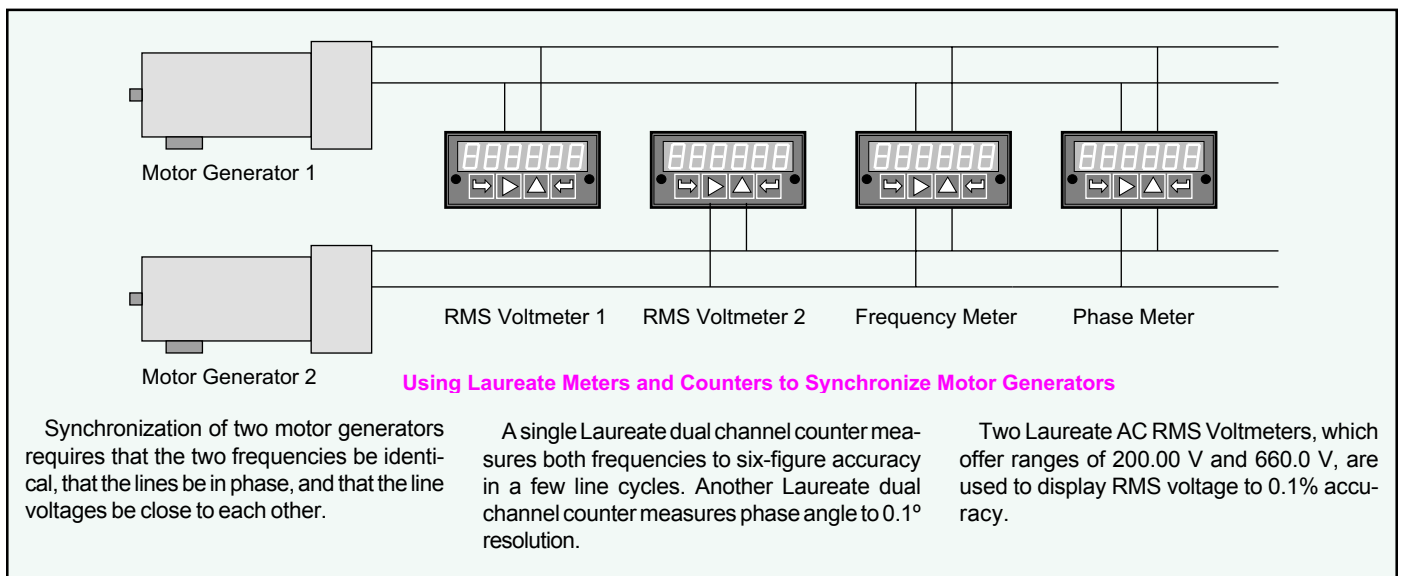 888888
888888
888888
888888
Motor Generator 1
RMS Voltmeter 1
RMS Voltmeter 2
Frequency Meter
Phase Meter
Motor Generator 2
Using Laureate Meters and Counters to Synchronize Motor Generators
Synchronization of two motor generators
requires that the two frequencies be identi-
cal, that the lines be in phase, and that the line
voltages be close to each other.
A single Laureate dual channel counter mea-
sures both frequencies to six-figure accuracy
in a few line cycles. Another Laureate dual
channel counter measures phase angle to 0.1º
resolution.
Two Laureate AC RMS Voltmeters, which
offer ranges of 200.00 V and 660.0 V, are
used to display RMS voltage to 0.1% accu-
racy.